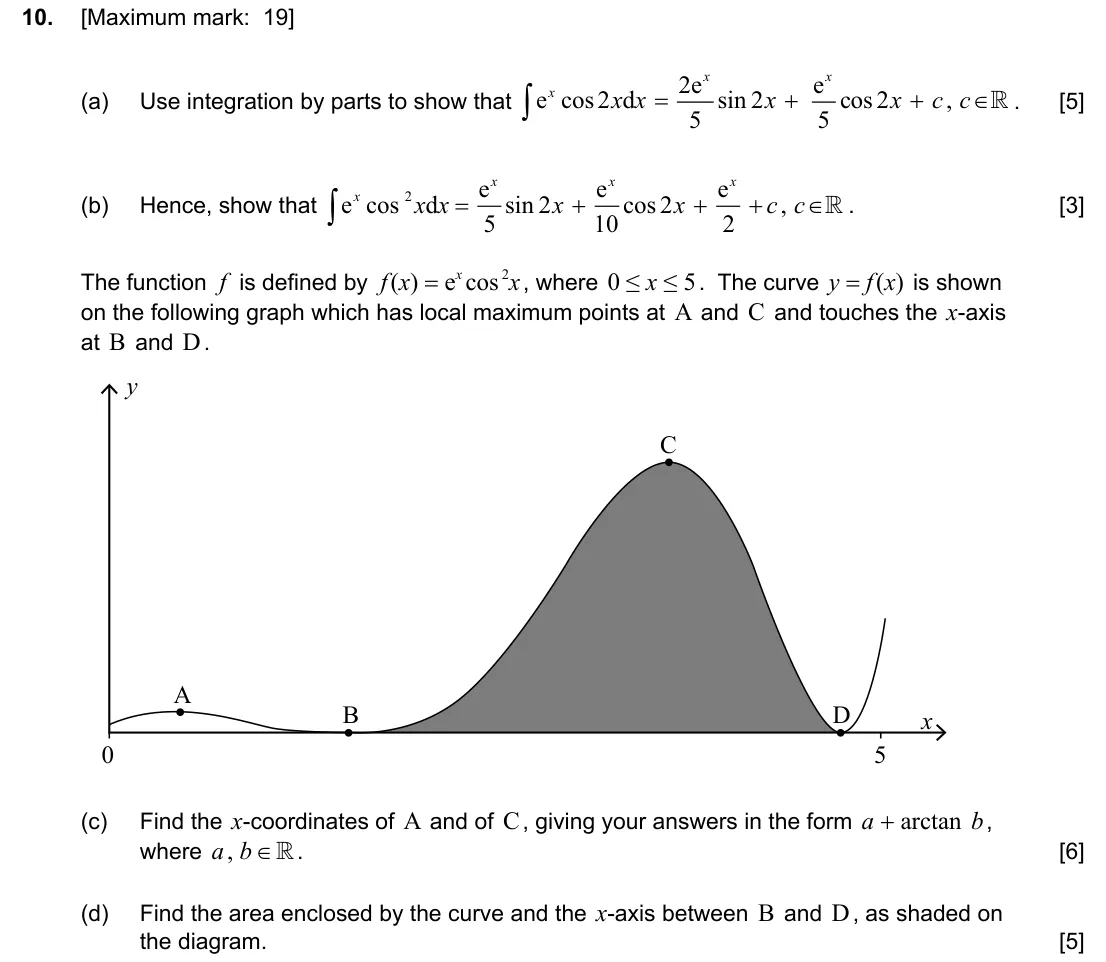 10. [Maximum mark: 19]
(a) Use integration by parts to show that ∫eˣ cos 2xdx = 2eˣ/5 sin 2x + eˣ/5 cos 2x + c, c∈ℝ. [5]
(b) Hence, show that ∫eˣ cos ²xdx = eˣ/5 sin 2x + eˣ/10 cos 2x + eˣ/2 + c, c∈ℝ. [3]
The function f is defined by f(x) = eˣ cos²x, where 0 ≤ x ≤ 5. The curve y = f(x) is shown
on the following graph which has local maximum points at A and C and touches the x-axis
at B and D.
y
C
A
B
D
x
0
5
(c) Find the x-coordinates of A and of C, giving your answers in the form a + arctan b,
where a, b∈ℝ. [6]
(d) Find the area enclosed by the curve and the x-axis between B and D, as shaded on
the diagram. [5]